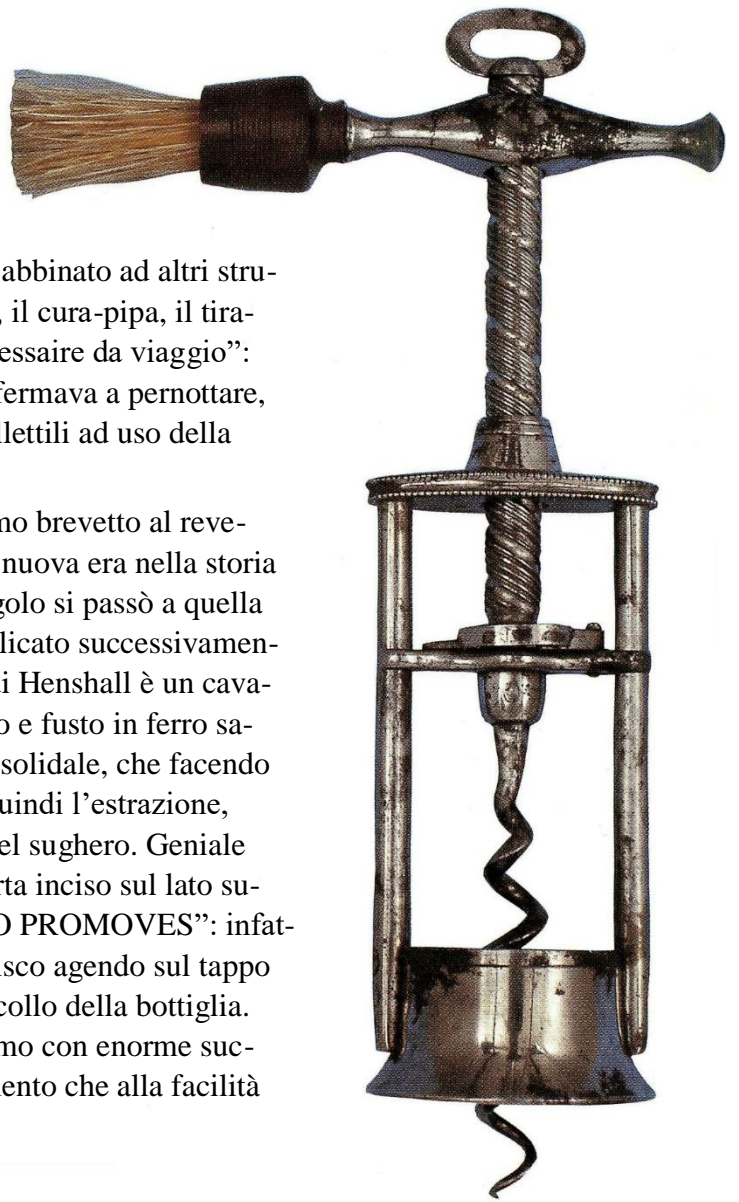 abbinato ad altri stru-
, il cura-pipa, il tira-
essaire da viaggio”:
fermava a pernottare,
llettili ad uso della
mo brevetto al reve-
nuova era nella storia
golo si passò a quella
licato successivamen-
di Henshall è un cava-
o e fusto in ferro sa-
solidale, che facendo
uindi l’estrazione,
el sughero. Geniale
rta inciso sul lato su-
O PROMOVES”: infat-
isco agendo sul tappo
collo della bottiglia.
mo con enorme suc-
ento che alla facilità